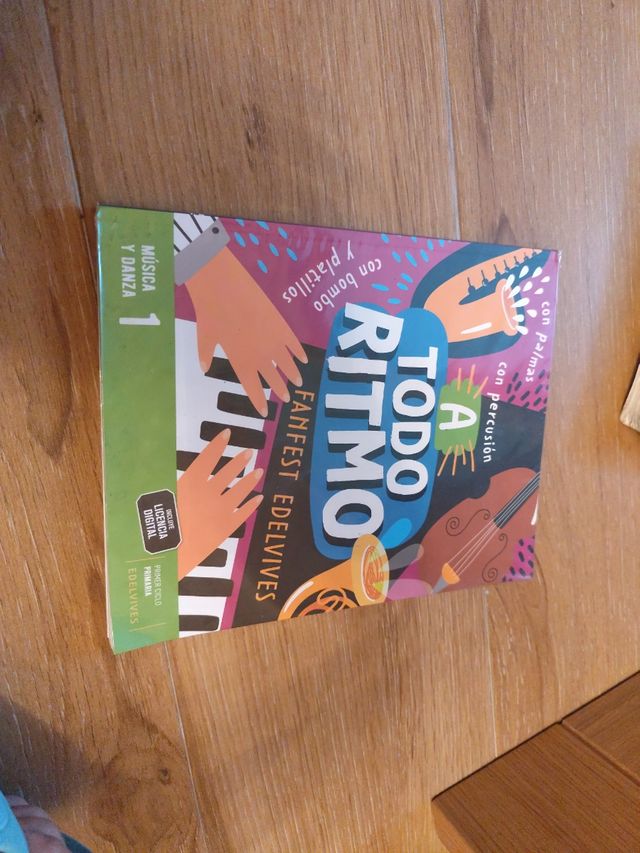 con palmas
con percusión
con bombo
y platillos
A
TODO
RITMO
FANFEST EDELVIVES
MÚSICA
Y DANZA
1
INCLUYE
LICENCIA
DIGITAL
PRIMER CICLO
PRIMARIA
EDELVIVES